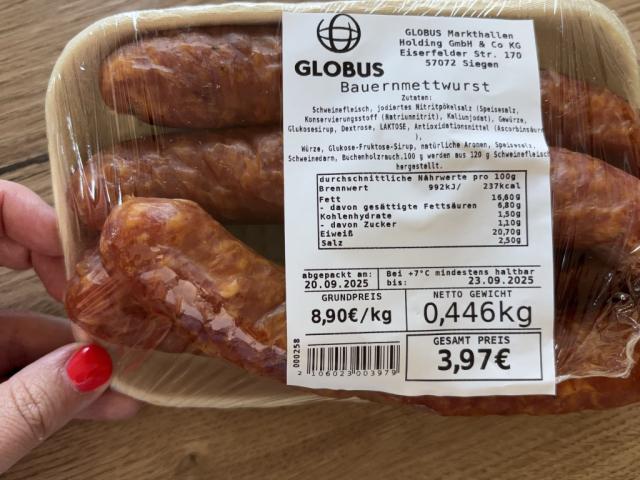 GLOBUS
GLOBUS Markthallen
Holding GmbH & Co KG
Eiserfelder Str. 170
57072 Siegen
Bauernmettwurst
Zutaten:
Schweinefleisch, jodiertes Nitritpökelsalz (Speisesalz,
Konservierungsstoff (Natriumnitrit), Kaliumjodat), Gewürze,
Glukosesirup, Dextrose, LAKTOSE, Antioxidationsmittel (Ascorbinsäure
),
Würze, Glukose-Fruktose-Sirup, natürliche Aromen, Speisesalz,
Schweinedarm, Buchenholzrauch.100 g werden aus 120 g Schweinefleisch
hergestellt.
durchschnittliche Nährwerte pro 100g
Brennwert 992kJ/ 237kcal
Fett 16,60g
- davon gesättigte Fettsäuren 6,80g
Kohlenhydrate 1,50g
- davon Zucker 1,10g
Eiweiß 20,70g
Salz 2,50g
abgepackt am: 20.09.2025
Bei +7°C mindestens haltbar
bis: 23.09.2025
GRUNDPREIS
8,90€/kg
NETTO GEWICHT
0,446kg
GESAMT PREIS
3,97€
000258
2 106023 003979